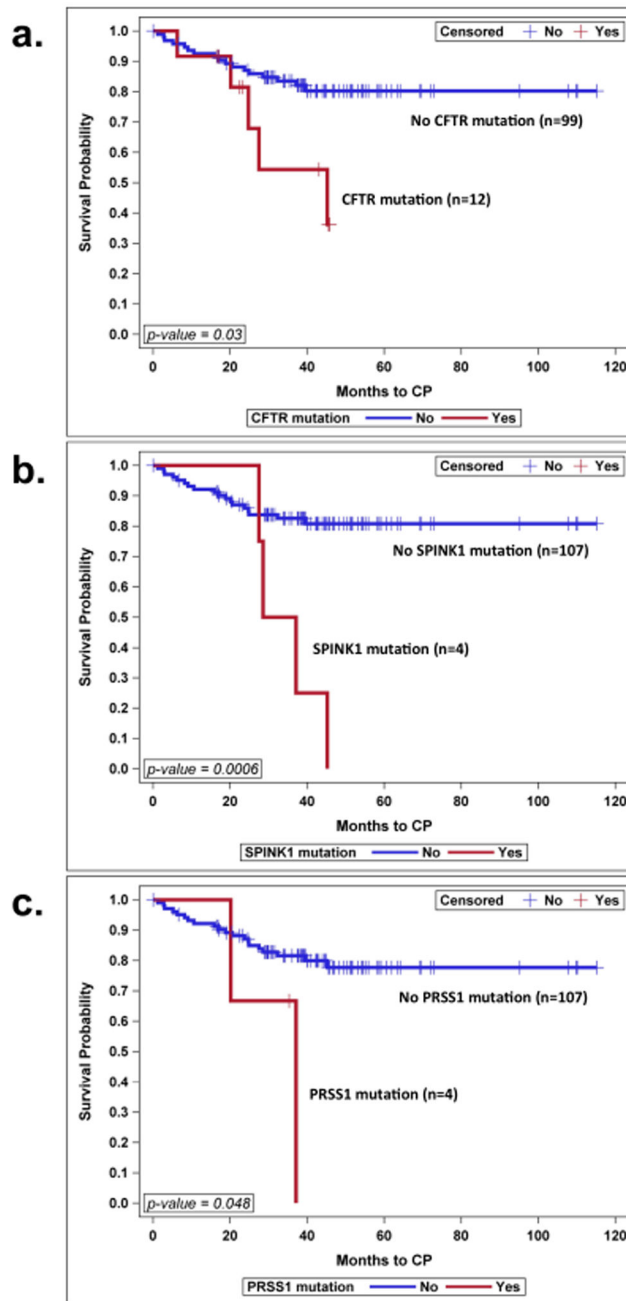 a.
Censored No Yes
1.0
0.9
0.8
0.7
0.6
0.5
0.4
0.3
0.2
0.1
0.0
Survival Probability
No CFTR mutation (n=99)
CFTR mutation (n=12)
p-value = 0.03
0 20 40 60 80 100 120
Months to CP
CFTR mutation No Yes
b.
Censored No Yes
1.0
0.9
0.8
0.7
0.6
0.5
0.4
0.3
0.2
0.1
0.0
Survival Probability
No SPINK1 mutation (n=107)
SPINK1 mutation (n=4)
p-value = 0.0006
0 20 40 60 80 100 120
Months to CP
SPINK1 mutation No Yes
c.
Censored No Yes
1.0
0.9
0.8
0.7
0.6
0.5
0.4
0.3
0.2
0.1
0.0
Survival Probability
No PRSS1 mutation (n=107)
PRSS1 mutation (n=4)
p-value = 0.048
0 20 40 60 80 100 120
Months to CP
PRSS1 mutation No Yes